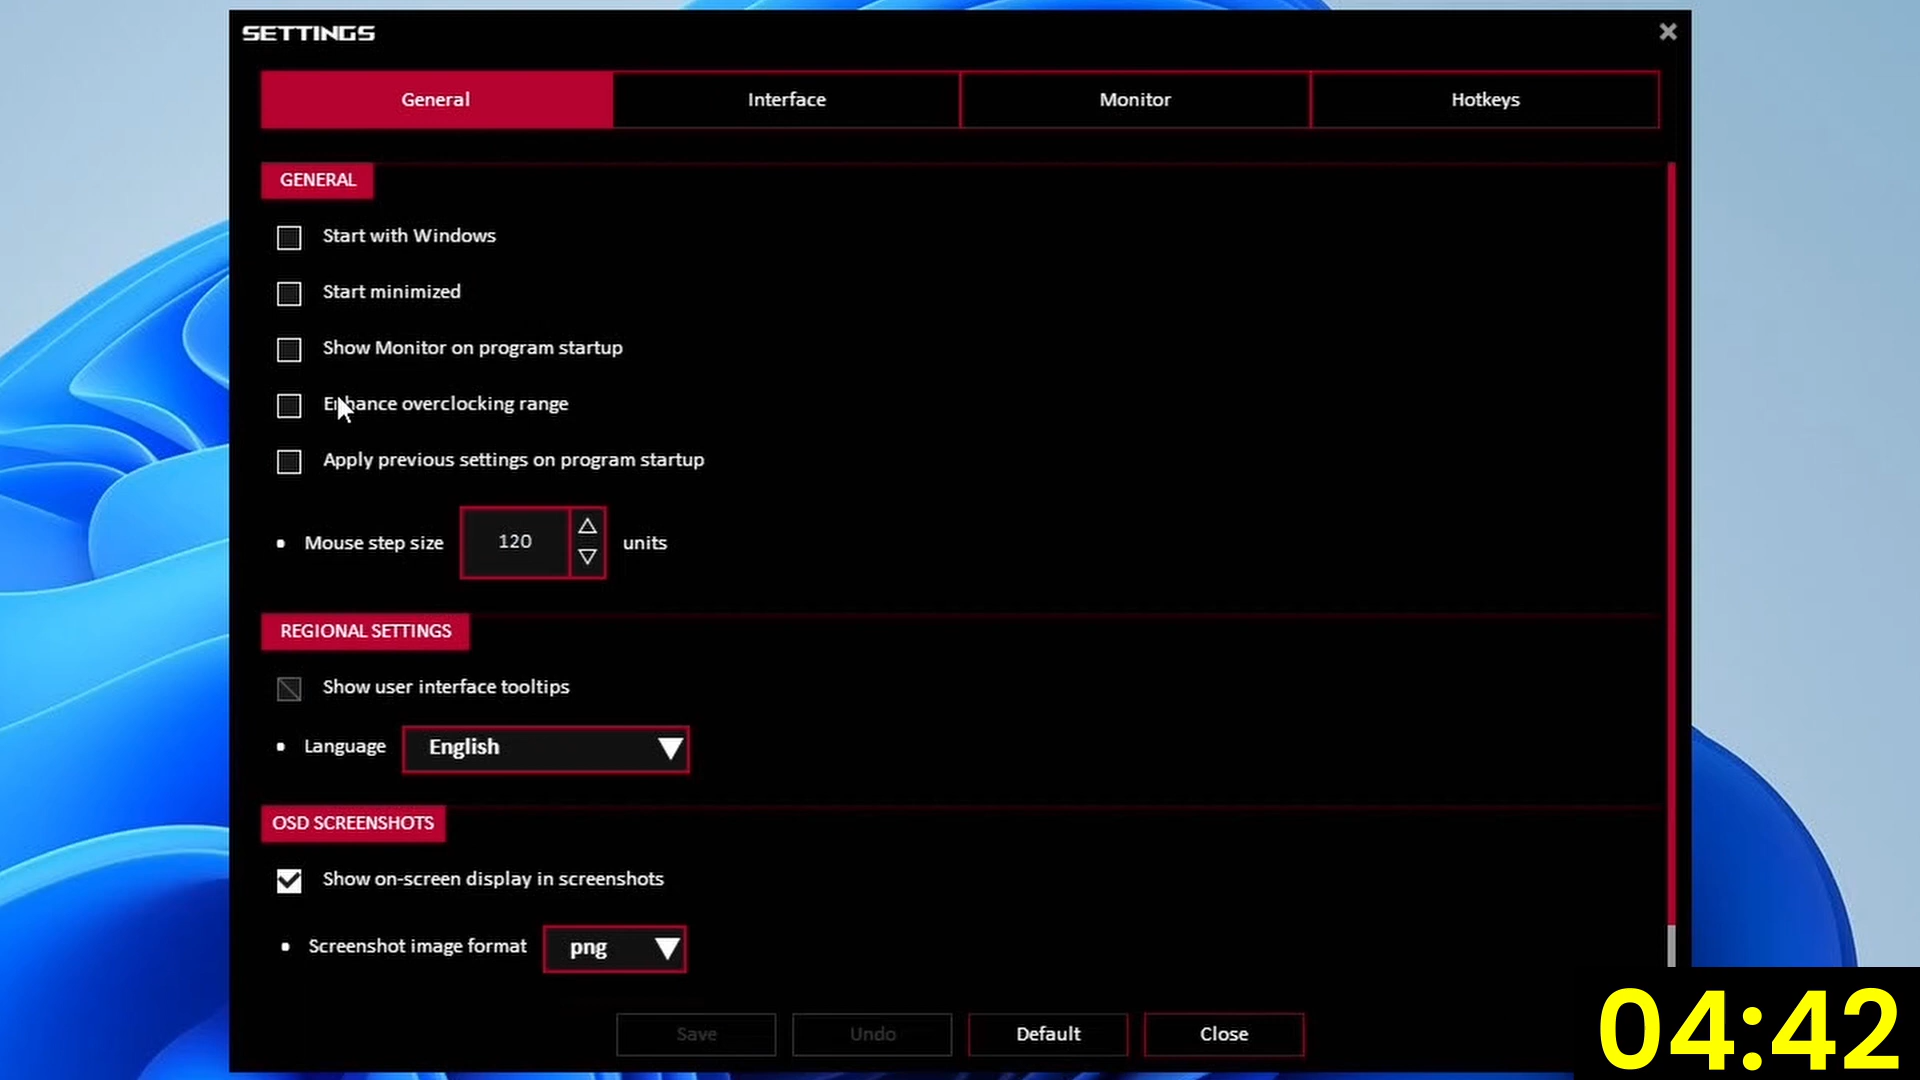 SETTINGS
General
Interface
Monitor
Hotkeys
GENERAL
Start with Windows
Start minimized
Show Monitor on program startup
Enhance overclocking range
Apply previous settings on program startup
Mouse step size 120 units
REGIONAL SETTINGS
Show user interface tooltips
Language English
OSD SCREENSHOTS
Show on-screen display in screenshots
Screenshot image format png
Save
Undo
Default
Close
04:42